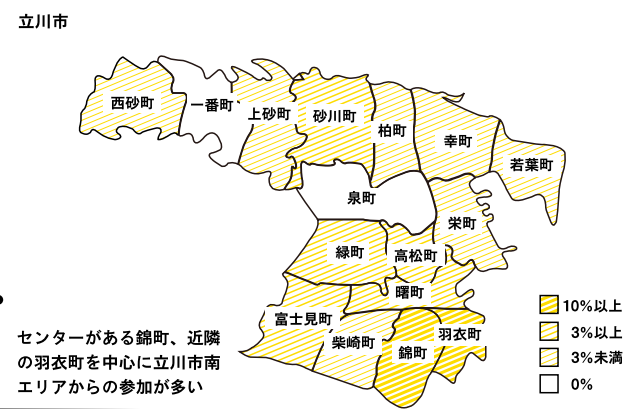 立川市
西砂町
一番町
上砂町
砂川町
柏町
幸町
若葉町
泉町
栄町
緑町
高松町
曙町
富士見町
柴崎町
錦町
羽衣町
10%以上
3%以上
3%未満
0%
センターがある錦町、近隣
の羽衣町を中心に立川市南
エリアからの参加が多い